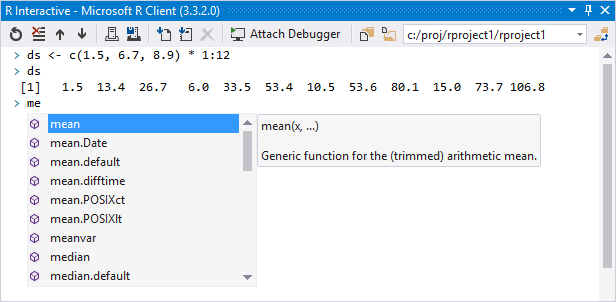 R Interactive - Microsoft R Client (3.3.2.0)
Attach Debugger
c:/proj/rproject1/rproject1
> ds <- c(1.5, 6.7, 8.9) * 1:12
> ds
[1] 1.5 13.4 26.7 6.0 33.5 53.4 10.5 53.6 80.1 15.0 73.7 106.8
> me
mean
mean.Date
mean.default
mean.difftime
mean.POSIXct
mean.POSIXlt
meanvar
median
median.default
mean(x, ...)
Generic function for the (trimmed) arithmetic mean.